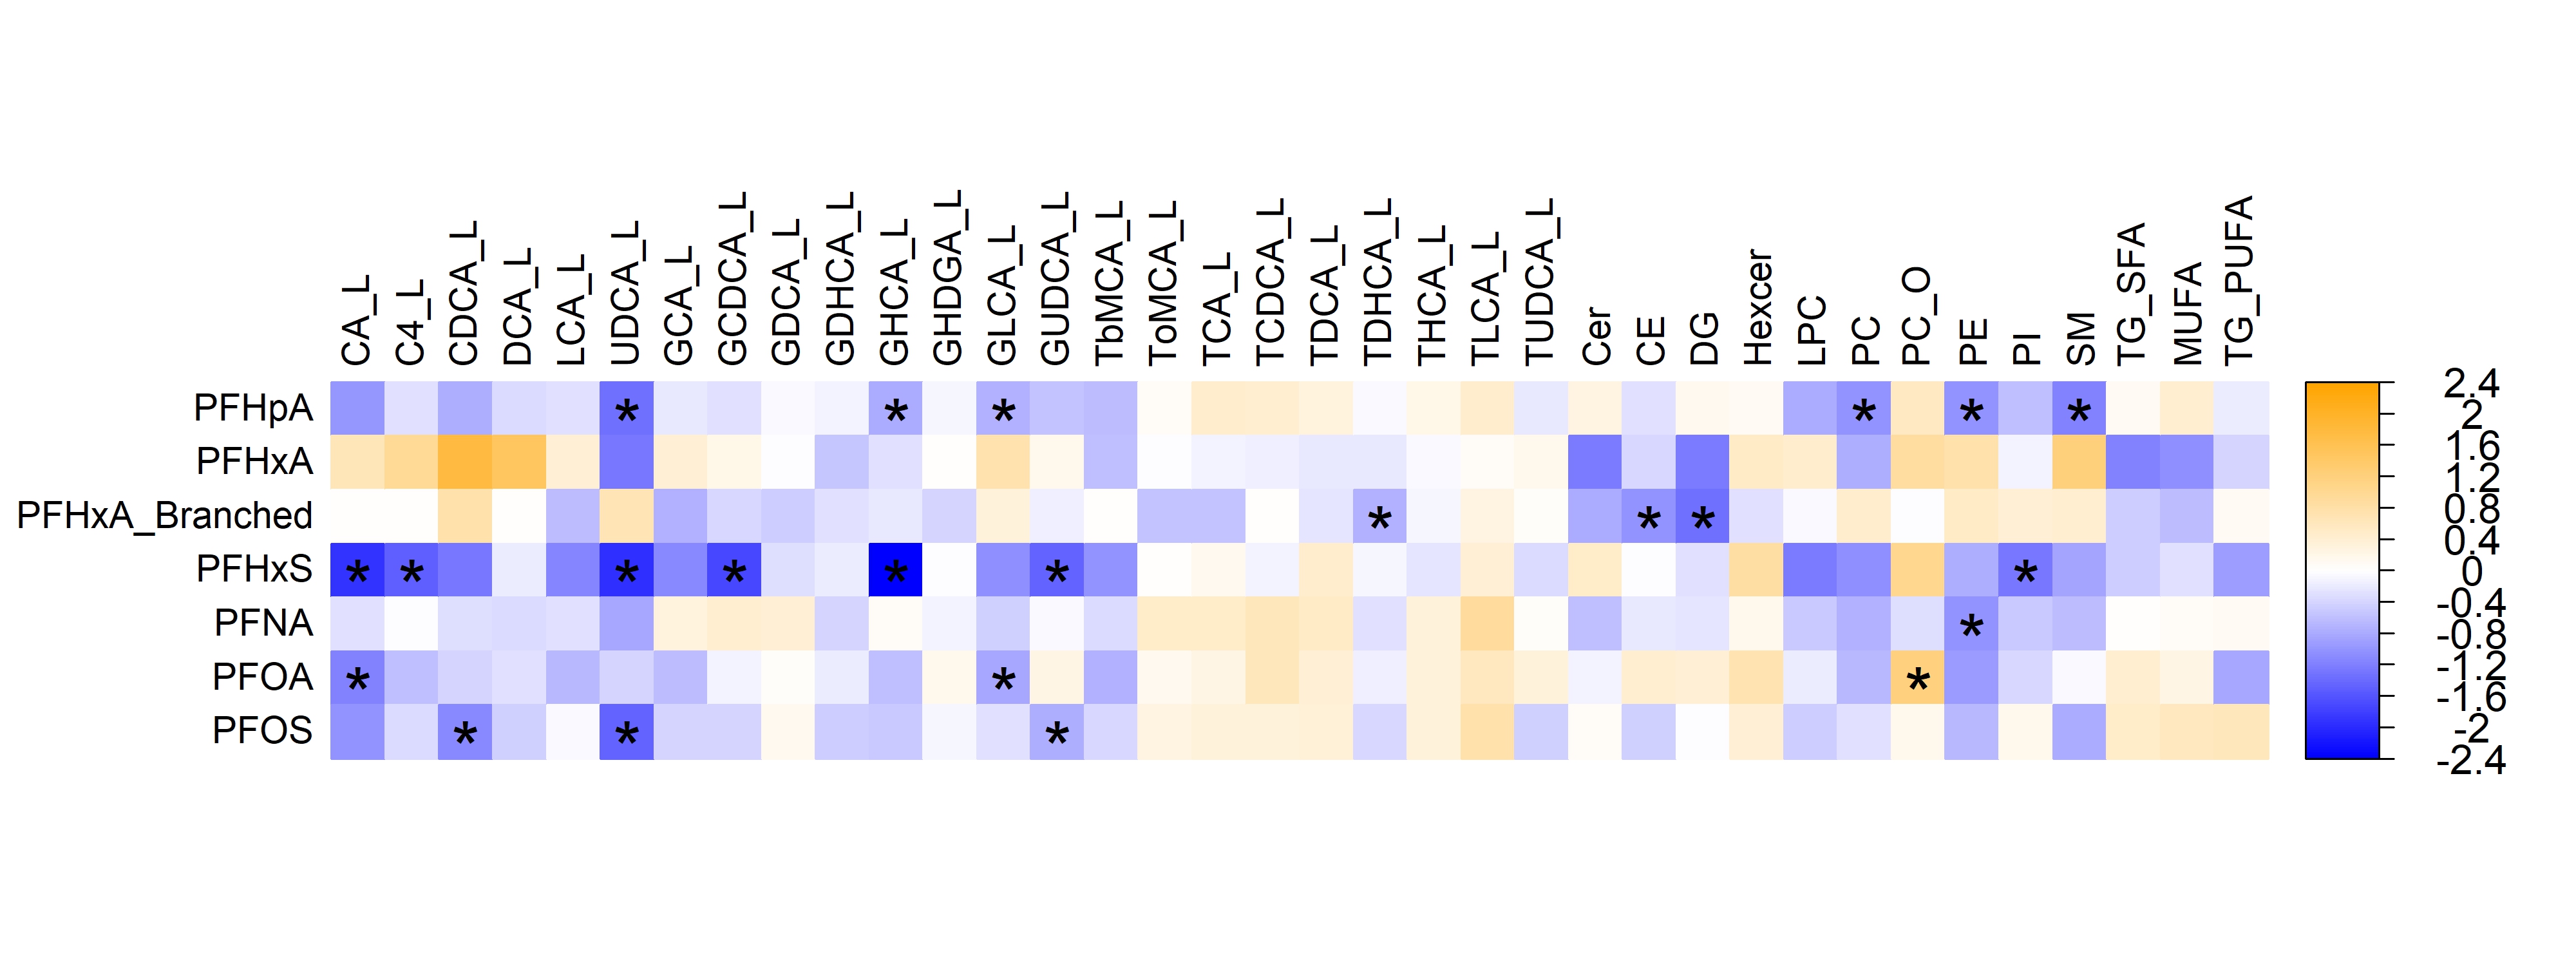 CA_L
C4_L
CDCA_L
DCA_L
LCA_L
UDCA_L
GCA_L
GCDCA_L
GDCA_L
GDHCA_L
GHCA_L
GHDGA_L
GLCA_L
GUDCA_L
TbMCA_L
ToMCA_L
TCA_L
TCDCA_L
TDCA_L
TDHCA_L
THCA_L
TLCA_L
TUDCA_L
Cer
CE
DG
Hexcer
LPC
PC
PC_O
PE
PI
SM
TG_SFA
MUFA
TG_PUFA
PFHpA * * * * * *
PFHxA
PFHxA_Branched * * *
PFHxS * * * * * * *
PFNA *
PFOA * * *
PFOS * * *
2.4
2
1.6
1.2
0.8
0.4
0
-0.4
-0.8
-1.2
-1.6
-2
-2.4